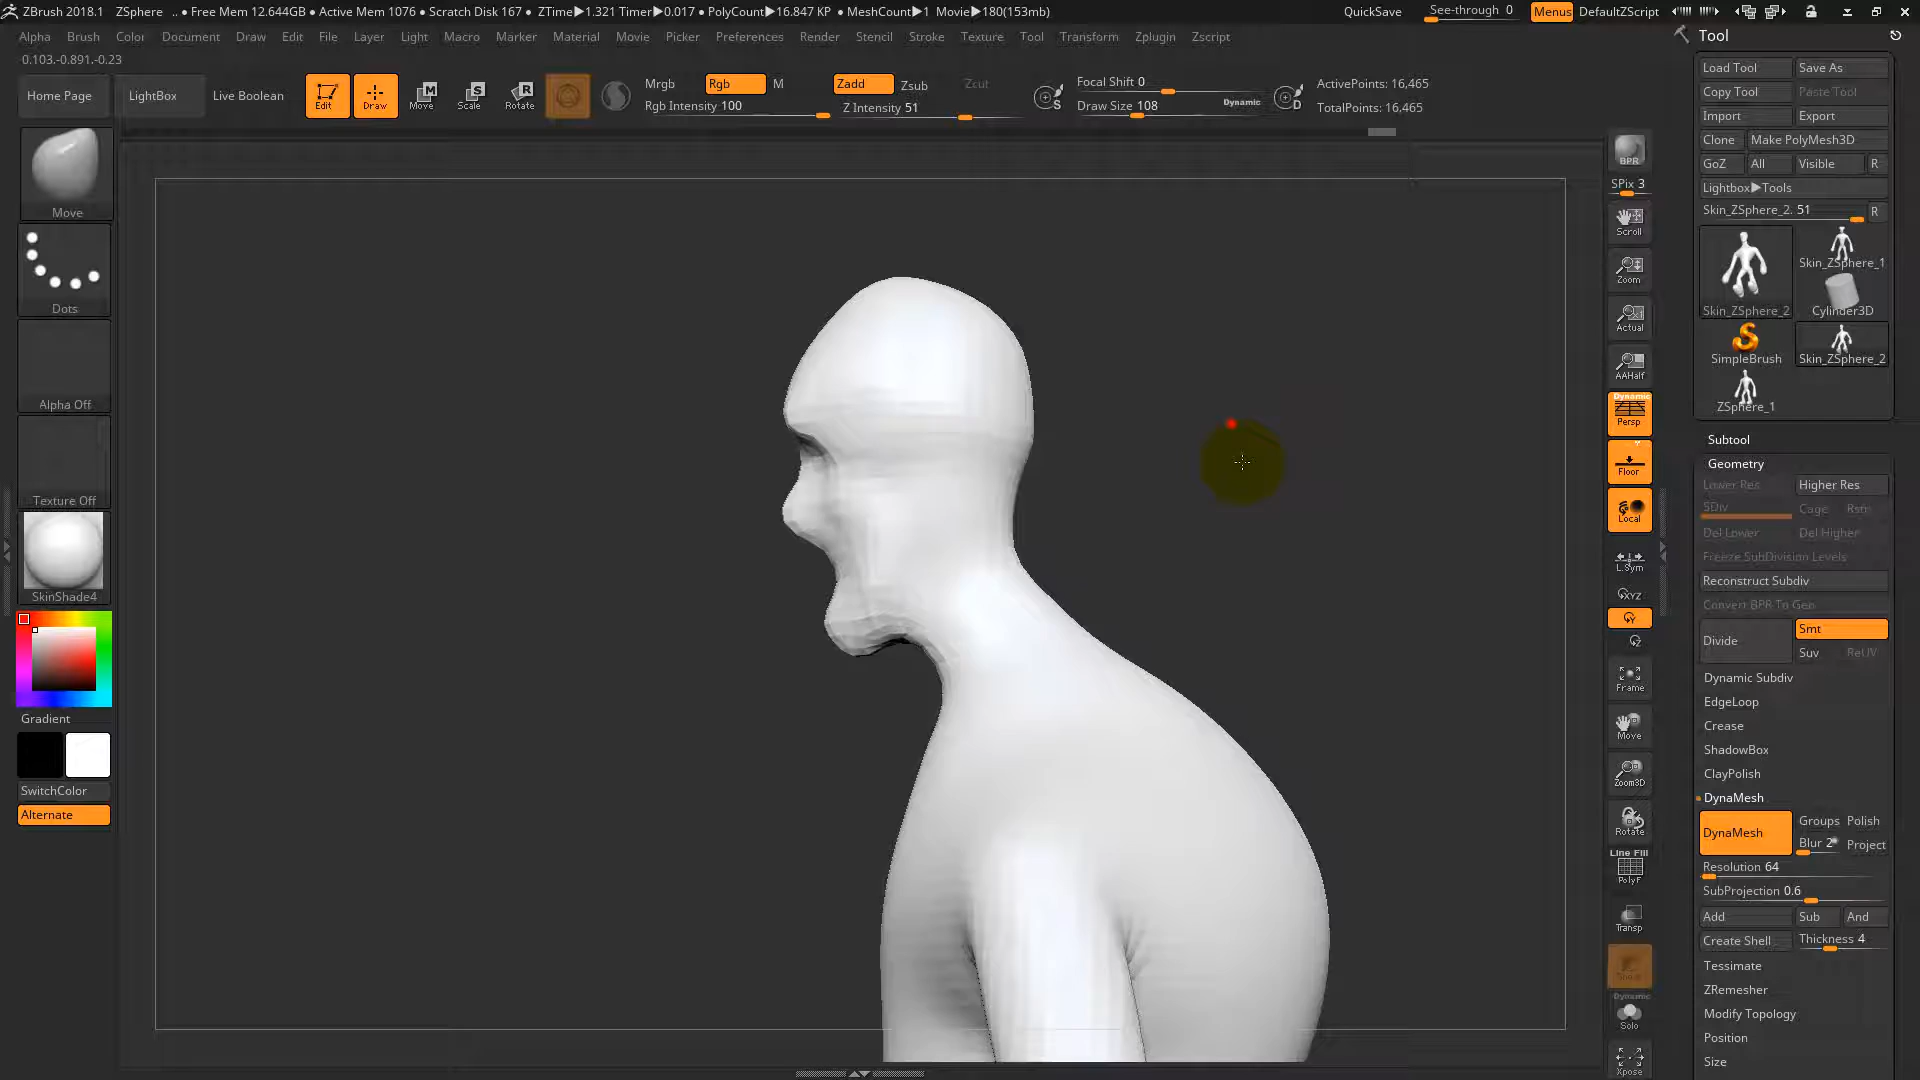 ZBrush 2018.1 ZSphere .. • Free Mem 12.644GB • Active Mem 1076 • Scratch Disk 167 • ZTime▶1.321 Timer▶0.017 • PolyCount▶16.847 KP • MeshCount▶1 Movie▶180(153mb) QuickSave See-through 0 Menus DefaultZScript
Alpha Brush Color Document Draw Edit File Layer Light Macro Marker Material Movie Picker Preferences Render Stencil Stroke Texture Tool Transform Zplugin Zscript
0.103,-0.891,-0.23
Home Page LightBox Live Boolean
Edit Draw Move Scale Rotate
Mrgb Rgb M
Rgb Intensity 100
Zadd Zsub Zcut
Z Intensity 51
S
Focal Shift 0
Draw Size 108 Dynamic
D
ActivePoints: 16,465
TotalPoints: 16,465
Move
Dots
Alpha Off
Texture Off
SkinShade4
Gradient
SwitchColor
Alternate
BPR
SPix 3
Scroll
Zoom
Actual
AAHalf
Dynamic
Persp
Floor
Local
L.Sym
XYZ
Y
Frame
Move
Zoom3D
Rotate
Line Fill
PolyF
Transp
Dynamic
Solo
Xpose
Tool
Load Tool Save As
Copy Tool Paste Tool
Import Export
Clone Make PolyMesh3D
GoZ All Visible R
Lightbox▶Tools
Skin_ZSphere_2. 51 R
Skin_ZSphere_2 Skin_ZSphere_1
Cylinder3D
SimpleBrush Skin_ZSphere_2
ZSphere_1
Subtool
Geometry
Lower Res Higher Res
SDiv Cage Rstr
Del Lower Del Higher
Freeze SubDivision Levels
Reconstruct Subdiv
Convert BPR To Geo
Divide Smt
Suv ReUV
Dynamic Subdiv
EdgeLoop
Crease
ShadowBox
ClayPolish
DynaMesh
DynaMesh Groups Polish
Blur 2 Project
Resolution 64
SubProjection 0.6
Add Sub And
Create Shell Thickness 4
Tessimate
ZRemesher
Modify Topology
Position
Size